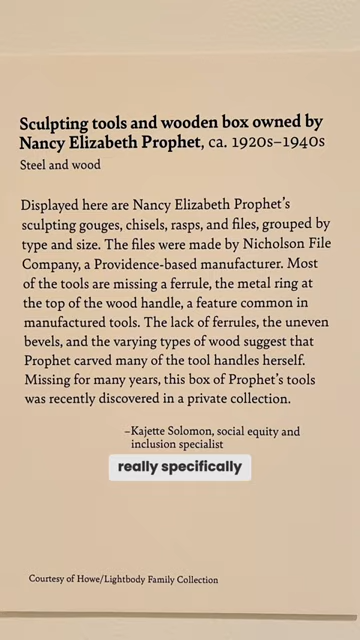 Sculpting tools and wooden box owned by
Nancy Elizabeth Prophet, ca. 1920s–1940s
Steel and wood
Displayed here are Nancy Elizabeth Prophet's
sculpting gouges, chisels, rasps, and files, grouped by
type and size. The files were made by Nicholson File
Company, a Providence-based manufacturer. Most
of the tools are missing a ferrule, the metal ring at
the top of the wood handle, a feature common in
manufactured tools. The lack of ferrules, the uneven
bevels, and the varying types of wood suggest that
Prophet carved many of the tool handles herself.
Missing for many years, this box of Prophet's tools
was recently discovered in a private collection.
–Kajette Solomon, social equity and
inclusion specialist
really specifically
Courtesy of Howe/Lightbody Family Collection